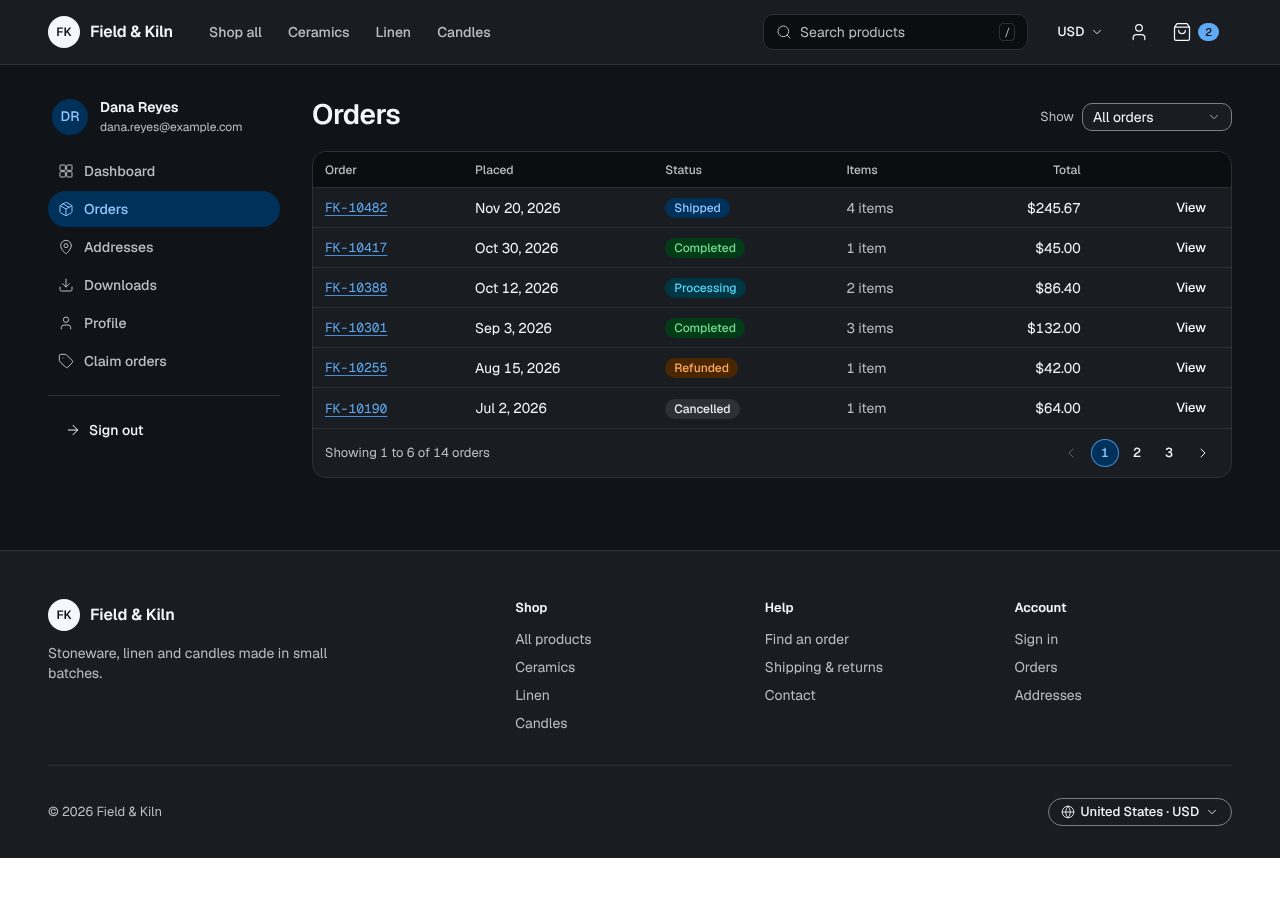 FK Field & Kiln Shop all Ceramics Linen Candles Search products / USD 2
DR Dana Reyes
dana.reyes@example.com
Dashboard
Orders
Addresses
Downloads
Profile
Claim orders
Sign out
Orders
Show All orders
Order Placed Status Items Total
FK-10482 Nov 20, 2026 Shipped 4 items $245.67 View
FK-10417 Oct 30, 2026 Completed 1 item $45.00 View
FK-10388 Oct 12, 2026 Processing 2 items $86.40 View
FK-10301 Sep 3, 2026 Completed 3 items $132.00 View
FK-10255 Aug 15, 2026 Refunded 1 item $42.00 View
FK-10190 Jul 2, 2026 Cancelled 1 item $64.00 View
Showing 1 to 6 of 14 orders 1 2 3
FK Field & Kiln
Stoneware, linen and candles made in small
batches.
Shop
All products
Ceramics
Linen
Candles
Help
Find an order
Shipping & returns
Contact
Account
Sign in
Orders
Addresses
© 2026 Field & Kiln
United States · USD